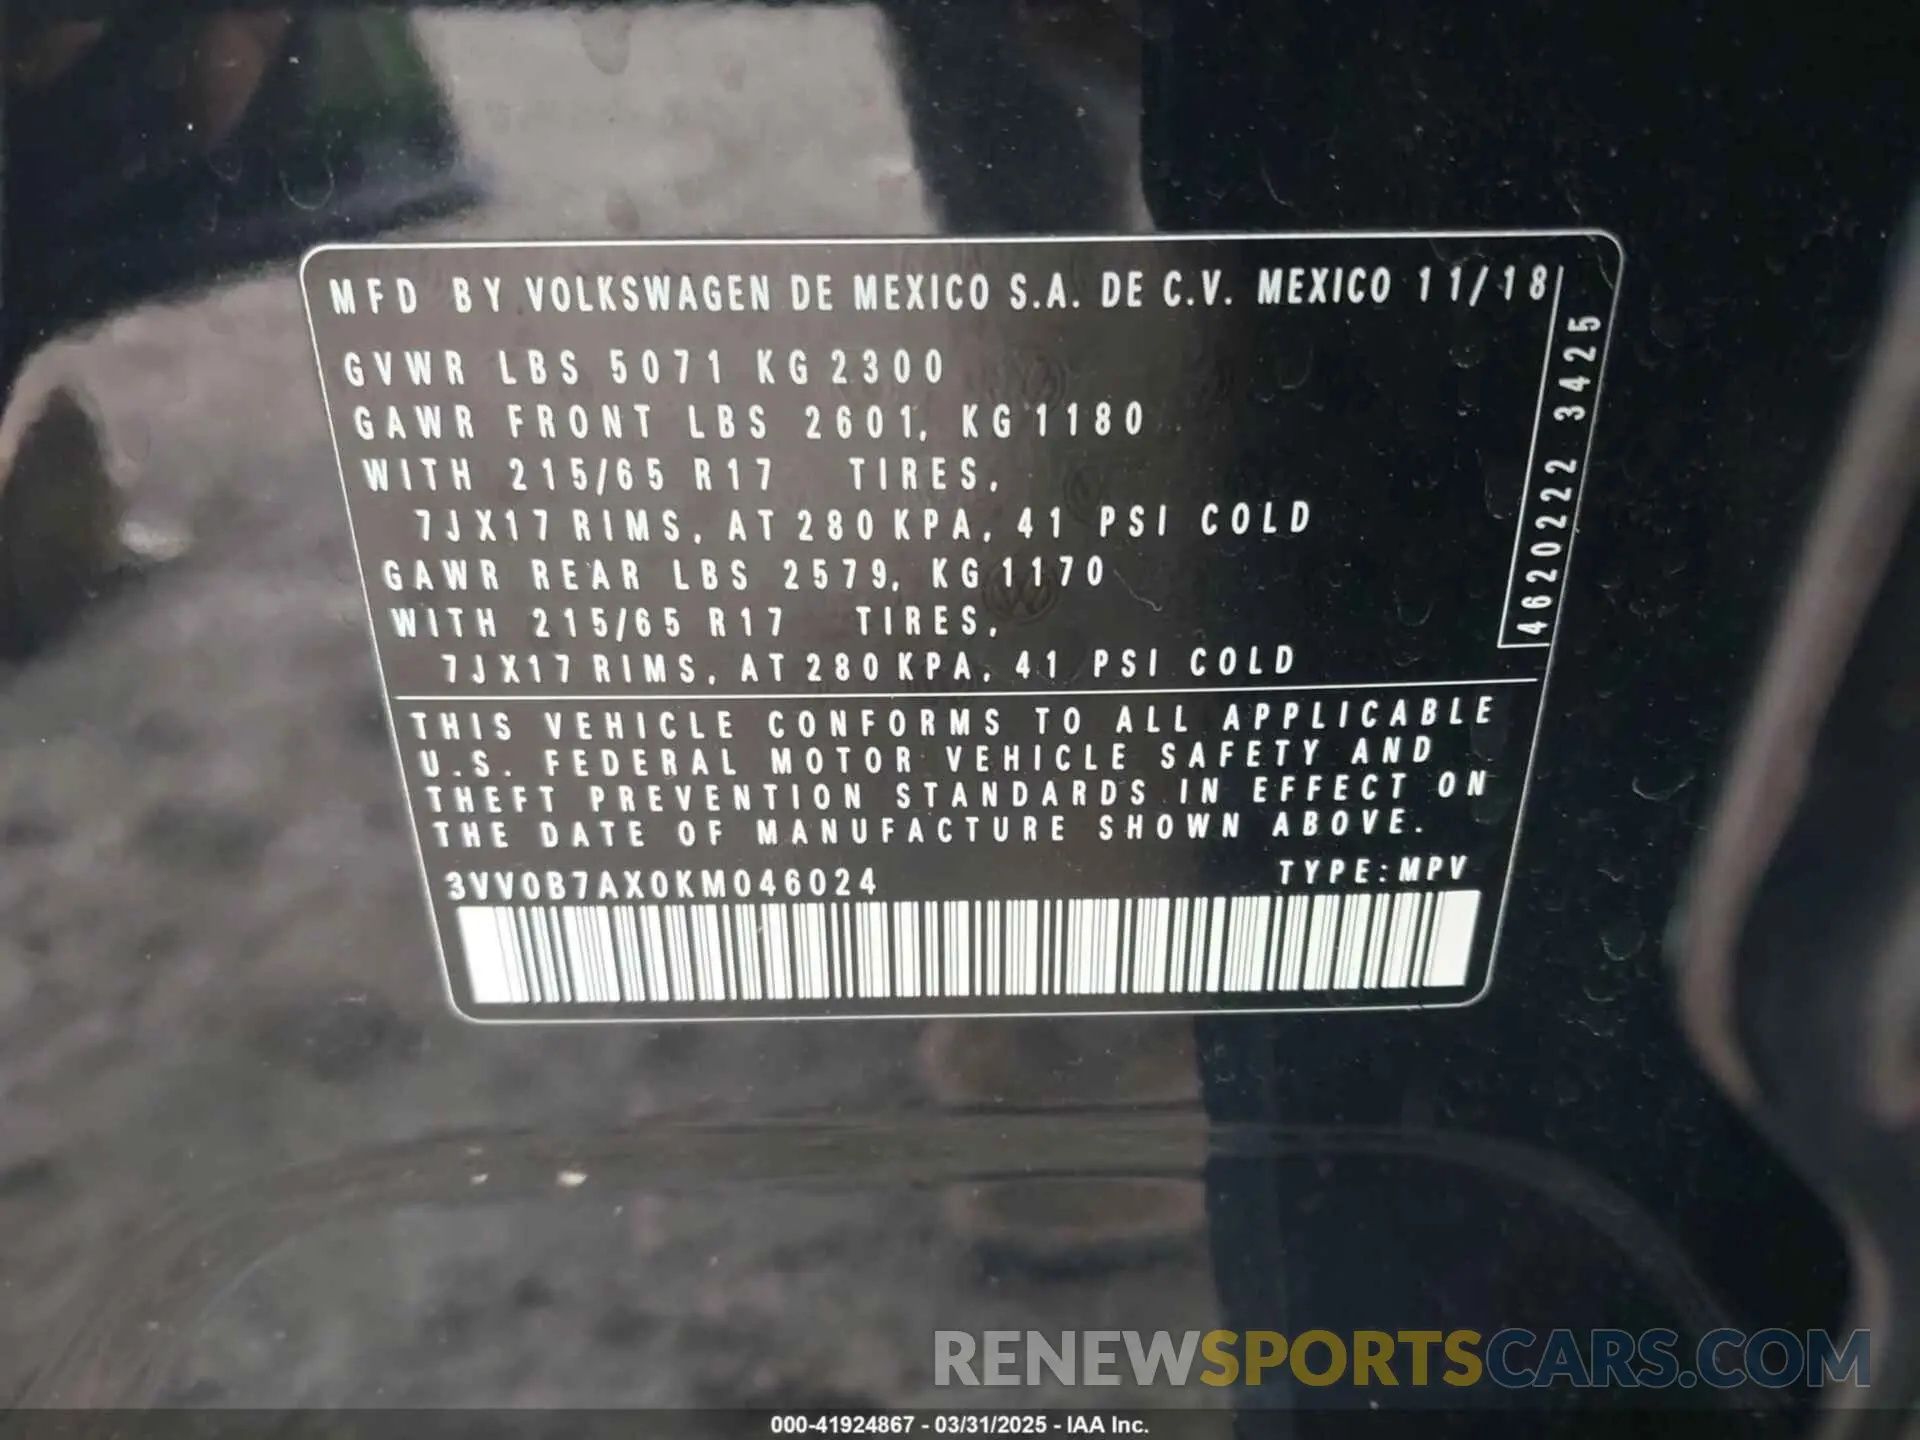 MFD BY VOLKSWAGEN DE MEXICO S.A. DE C.V. MEXICO 11/18
GVWR LBS 5071 KG 2300
GAWR FRONT LBS 2601, KG 1180
WITH 215/65 R17 TIRES,
7JX17 RIMS, AT 280 KPA, 41 PSI COLD
GAWR REAR LBS 2579, KG 1170
WITH 215/65 R17 TIRES,
7JX17 RIMS, AT 280 KPA, 41 PSI COLD
4620222 3425
THIS VEHICLE CONFORMS TO ALL APPLICABLE
U.S. FEDERAL MOTOR VEHICLE SAFETY AND
THEFT PREVENTION STANDARDS IN EFFECT ON
THE DATE OF MANUFACTURE SHOWN ABOVE.
3VV0B7AX0KM046024 TYPE:MPV
RENEWSPORTSCARS.COM
000-41924867 - 03/31/2025 - IAA Inc.